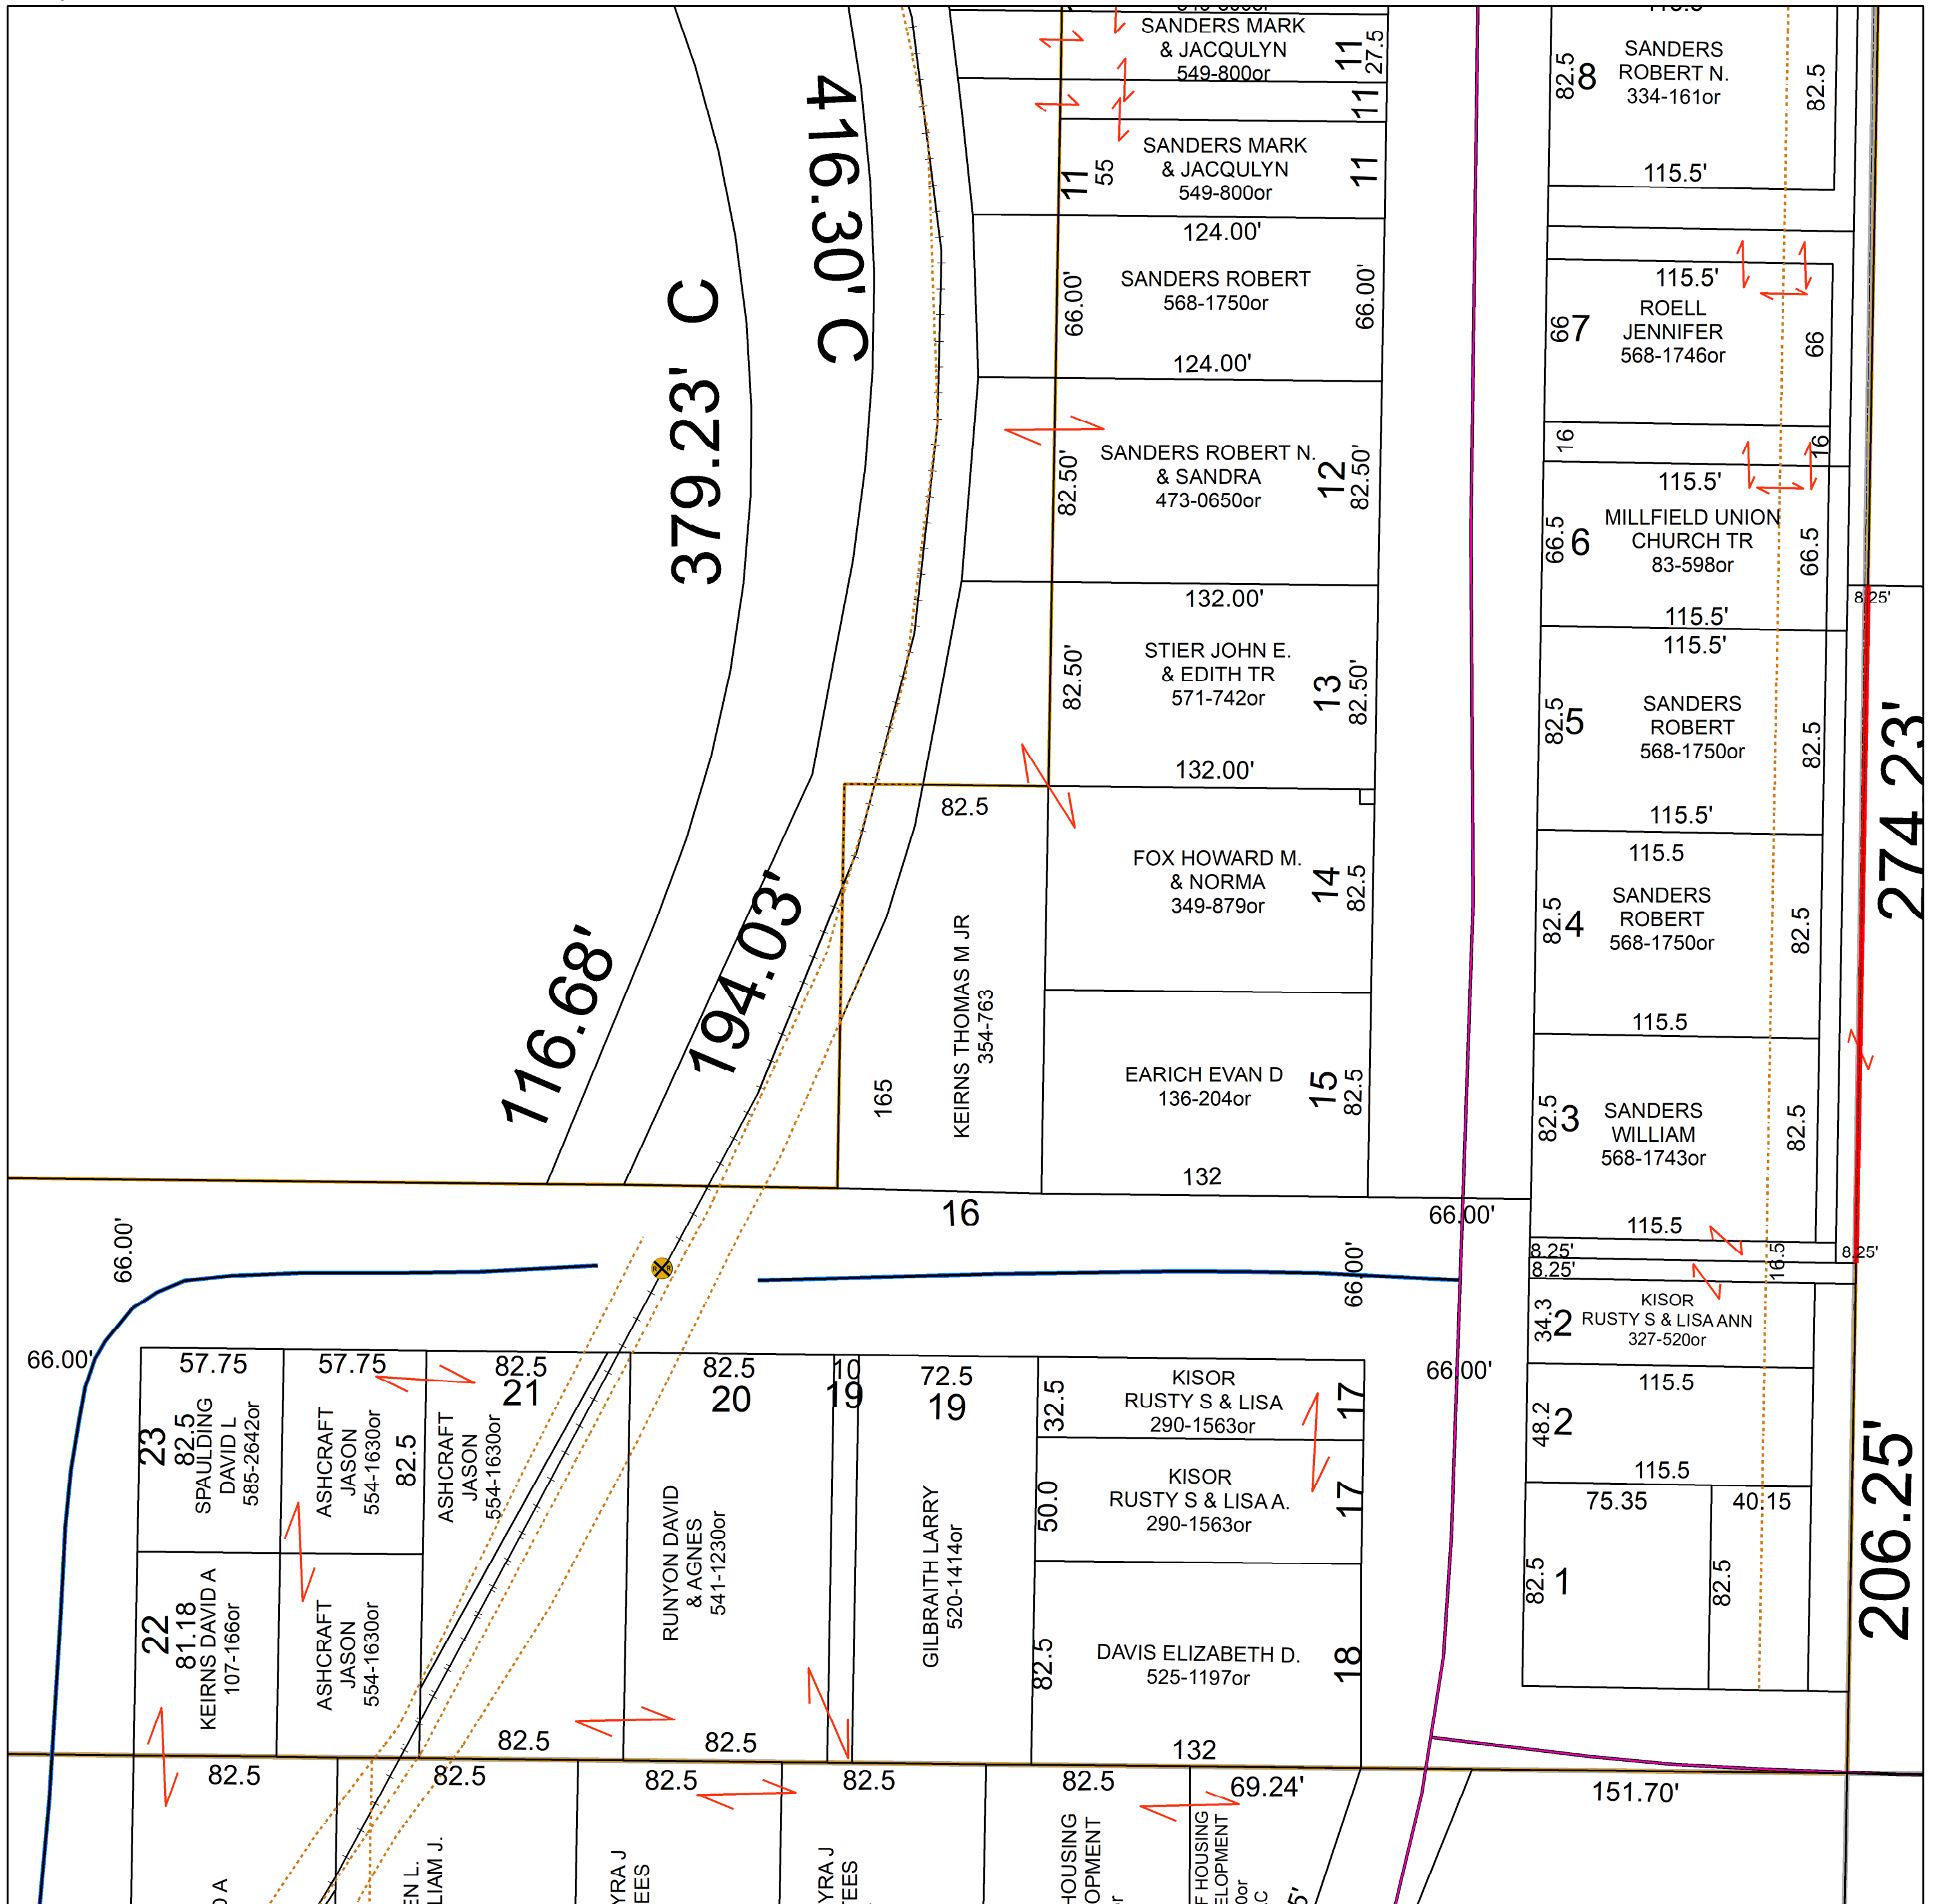 SANDERS MARK
& JACQULYN
549-800or
11
27.5
11
SANDERS MARK
& JACQULYN
549-800or
11
55
11
124.00'
SANDERS ROBERT
568-1750or
66.00'
66.00'
124.00'
SANDERS ROBERT N.
& SANDRA
473-0650or
82.50'
12
82.50'
132.00'
STIER JOHN E.
& EDITH TR
571-742or
82.50'
13
82.50'
132.00'
82.5
FOX HOWARD M.
& NORMA
349-879or
14
82.5
KEIRNS THOMAS M JR
354-763
165
EARICH EVAN D
136-204or
15
82.5
132
16
416.30' C
379.23' C
194.03'
116.68'
82.5
8
SANDERS
ROBERT N.
334-161or
82.5
115.5'
115.5'
66
7
ROELL
JENNIFER
568-1746or
66
16
16
115.5'
66.5
6
MILLFIELD UNION
CHURCH TR
83-598or
66.5
115.5'
115.5'
82.5
5
SANDERS
ROBERT
568-1750or
82.5
115.5'
115.5
82.5
4
SANDERS
ROBERT
568-1750or
82.5
115.5
82.5
3
SANDERS
WILLIAM
568-1743or
82.5
115.5
8.25'
274.23'
8.25'
8.25'
8.25'
16.5
34.3
2
KISOR
RUSTY S & LISA ANN
327-520or
115.5
48.2
2
115.5
75.35
40.15
82.5
1
82.5
206.25'
151.70'
66.00'
66.00'
66.00'
66.00'
66.00'
R R
57.75
57.75
82.5
21
82.5
20
10
19
72.5
19
23
82.5
SPAULDING
DAVID L
585-2642or
ASHCRAFT
JASON
554-1630or
82.5
ASHCRAFT
JASON
554-1630or
22
81.18
KEIRNS DAVID A
107-166or
ASHCRAFT
JASON
554-1630or
RUNYON DAVID
& AGNES
541-1230or
GILBRAITH LARRY
520-1414or
32.5
KISOR
RUSTY S & LISA
290-1563or
17
50.0
KISOR
RUSTY S & LISA A.
290-1563or
17
82.5
DAVIS ELIZABETH D.
525-1197or
18
132
82.5
82.5
82.5
82.5
82.5
82.5
82.5
69.24'
EN L.
LIAM J.
YRA J
TEES
YRA J
TEES
HOUSING
OPMENT
F HOUSING
ELOPMENT